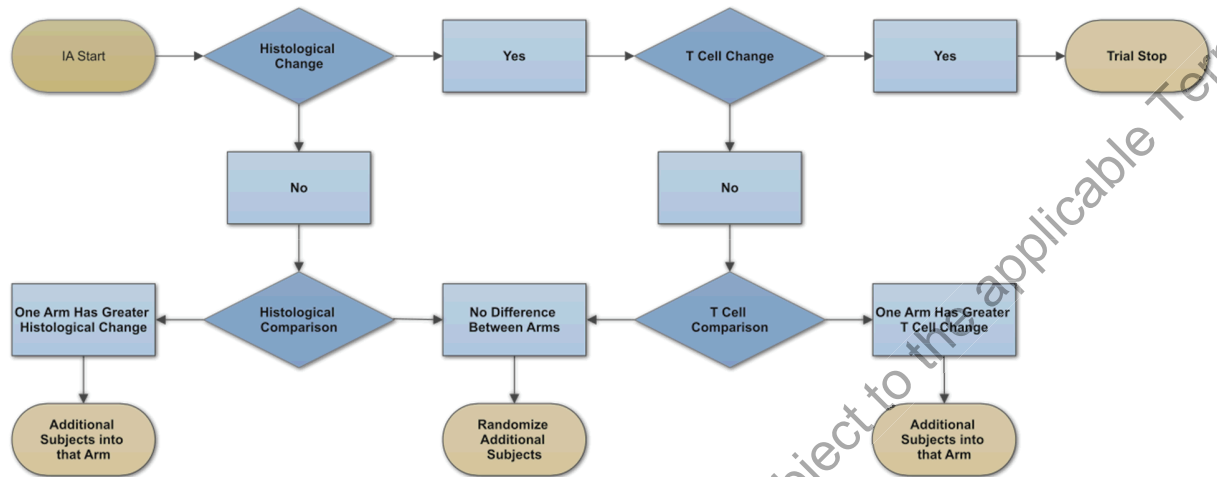 IA Start
Histological
Change
Yes
T Cell Change
Yes
Trial Stop
No
No
One Arm Has Greater
Histological Change
Histological
Comparison
No Difference
Between Arms
T Cell
Comparison
One Arm Has Greater
T Cell Change
Additional
Subjects into
that Arm
Randomize
Additional
Subjects
Additional
Subjects into
that Arm
to the applicable